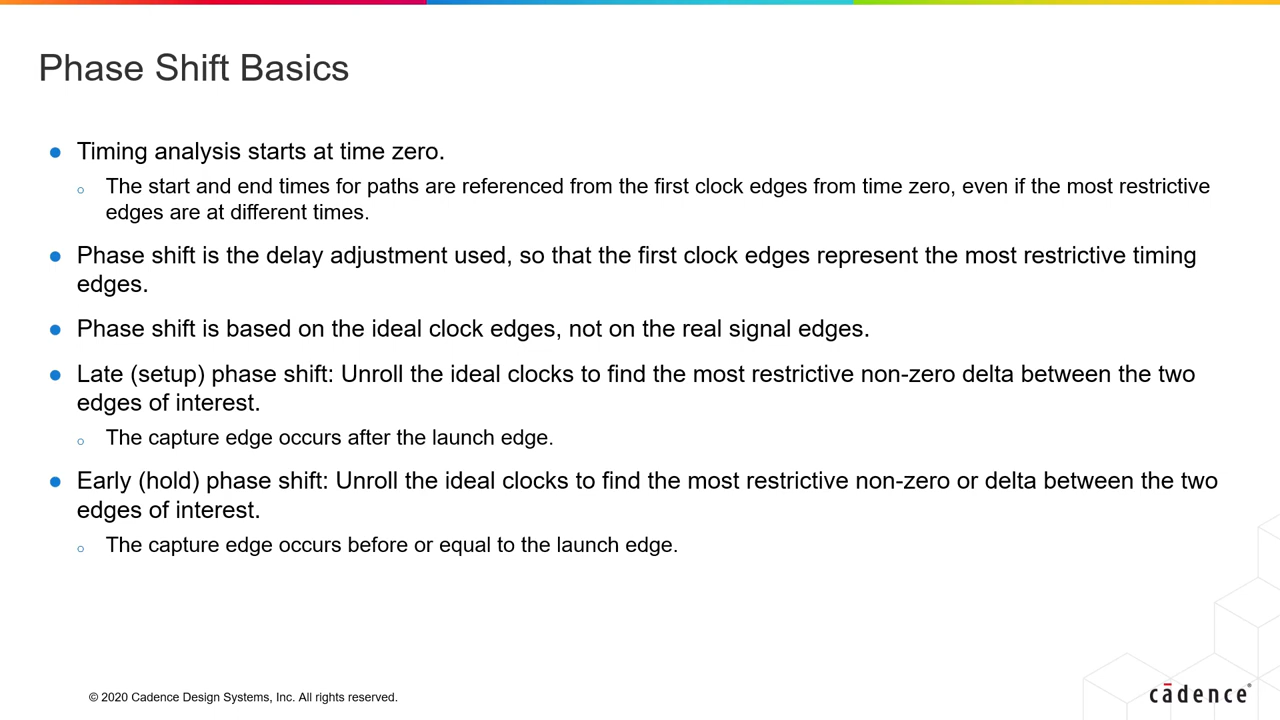 Phase Shift Basics
● Timing analysis starts at time zero.
○ The start and end times for paths are referenced from the first clock edges from time zero, even if the most restrictive
edges are at different times.
● Phase shift is the delay adjustment used, so that the first clock edges represent the most restrictive timing
edges.
● Phase shift is based on the ideal clock edges, not on the real signal edges.
● Late (setup) phase shift: Unroll the ideal clocks to find the most restrictive non-zero delta between the two
edges of interest.
○ The capture edge occurs after the launch edge.
● Early (hold) phase shift: Unroll the ideal clocks to find the most restrictive non-zero or delta between the two
edges of interest.
○ The capture edge occurs before or equal to the launch edge.
© 2020 Cadence Design Systems, Inc. All rights reserved.
cādence®